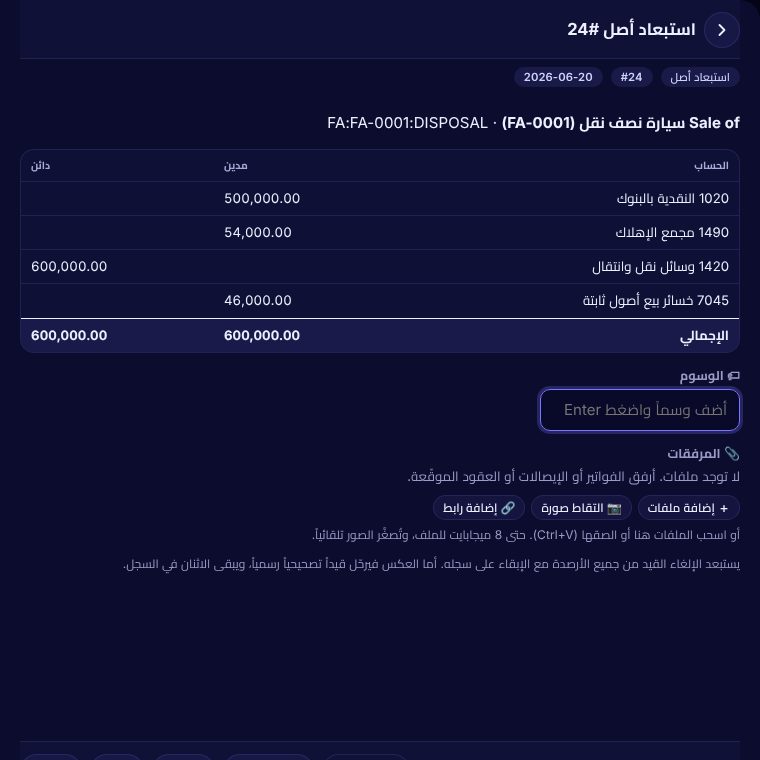 استبعاد أصل #24
استبعاد أصل #24 2026-06-20
Sale of سيارة نصف نقل (FA-0001) · FA:FA-0001:DISPOSAL
الحساب مدين دائن
1020 النقدية بالبنوك 500,000.00
1490 مجمع الإهلاك 54,000.00
1420 وسائل نقل وانتقال 600,000.00
7045 خسائر بيع أصول ثابتة 46,000.00
الإجمالي 600,000.00 600,000.00
🏷 الوسوم
أضف وسماً واضغط Enter
📎 المرفقات
لا توجد ملفات. أرفق الفواتير أو الإيصالات أو العقود الموقّعة.
+ إضافة ملفات 📷 التقاط صورة 🔗 إضافة رابط
أو اسحب الملفات هنا أو الصقها (Ctrl+V). حتى 8 ميجابايت للملف، وتُصغَّر الصور تلقائياً.
يستبعد الإلغاء القيد من جميع الأرصدة مع الإبقاء على سجله. أما العكس فيرحّل قيداً تصحيحياً رسمياً، ويبقى الاثنان في السجل.